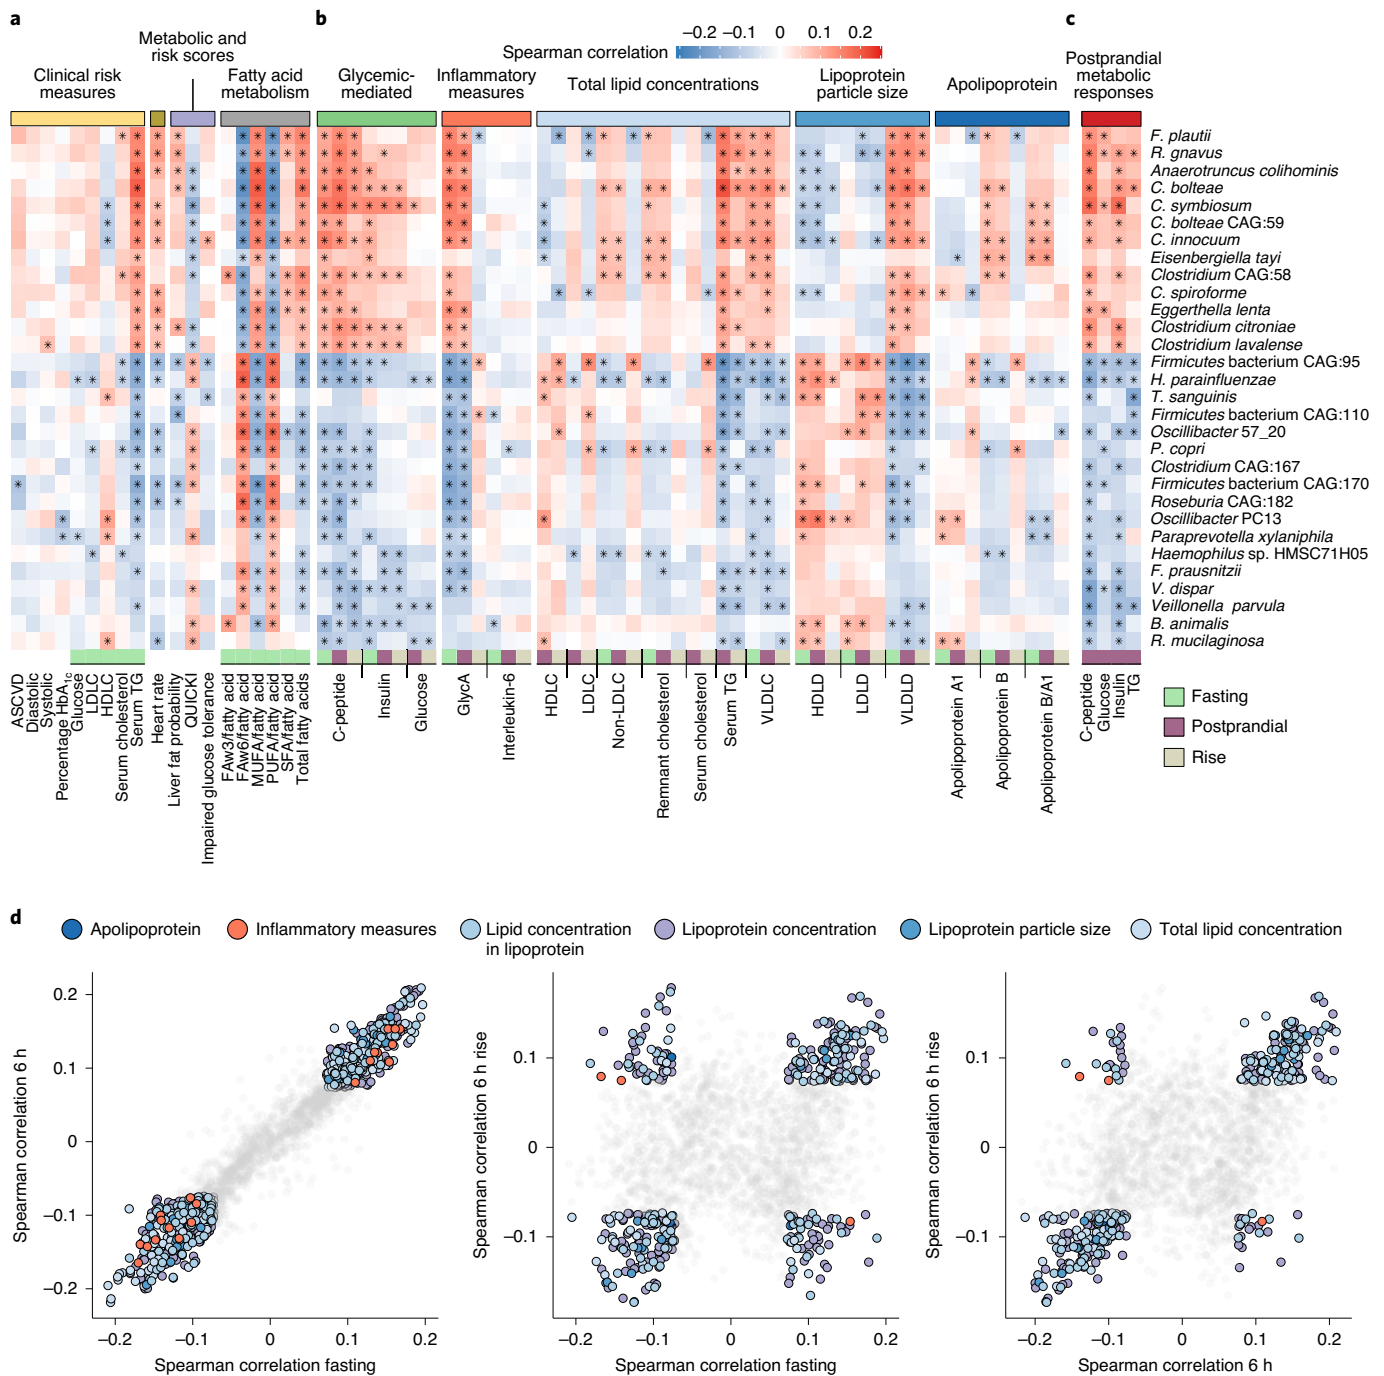 a
b
c
Metabolic and
risk scores
Clinical risk
measures
Fatty acid
metabolism
Glycemic-
mediated
Inflammatory
measures
Spearman correlation
−0.2 −0.1 0 0.1 0.2
Total lipid concentrations
Lipoprotein
particle size
Apolipoprotein
Postprandial
metabolic
responses
F. plautii
R. gnavus
Anaerotruncus colihominis
C. bolteae
C. symbiosum
C. bolteae CAG:59
C. innocuum
Eisenbergiella tayi
Clostridium CAG:58
C. spiroforme
Eggerthella lenta
Clostridium citroniae
Clostridium lavalense
Firmicutes bacterium CAG:95
H. parainfluenzae
T. sanguinis
Firmicutes bacterium CAG:110
Oscillibacter 57_20
P. copri
Clostridium CAG:167
Firmicutes bacterium CAG:170
Roseburia CAG:182
Oscillibacter PC13
Paraprevotella xylaniphila
Haemophilus sp. HMSC71H05
F. prausnitzii
V. dispar
Veillonella parvula
B. animalis
R. mucilaginosa
ASCVD
Diastolic
Systolic
Percentage HbA1c
Glucose
LDLC
HDLC
Serum cholesterol
Serum TG
Heart rate
Liver fat probability
QUICKI
Impaired glucose tolerance
FAw3/fatty acid
FAw6/fatty acid
MUFA/fatty acid
PUFA/fatty acid
SFA/fatty acid
Total fatty acids
C-peptide
Insulin
Glucose
GlycA
Interleukin-6
HDLC
LDLC
Non-LDLC
Remnant cholesterol
Serum cholesterol
Serum TG
VLDLC
HDLD
LDLD
VLDLD
Apolipoprotein A1
Apolipoprotein B
Apolipoprotein B/A1
C-peptide
Glucose
Insulin
TG
Fasting
Postprandial
Rise
d
Apolipoprotein
Inflammatory measures
Lipid concentration
in lipoprotein
Lipoprotein concentration
Lipoprotein particle size
Total lipid concentration
Spearman correlation 6 h
0.2
0.1
0
−0.1
−0.2
−0.2 −0.1 0 0.1 0.2
Spearman correlation fasting
Spearman correlation 6 h rise
0.1
0
−0.1
−0.2 −0.1 0 0.1 0.2
Spearman correlation fasting
Spearman correlation 6 h rise
0.1
0
−0.1
−0.2 −0.1 0 0.1 0.2
Spearman correlation 6 h